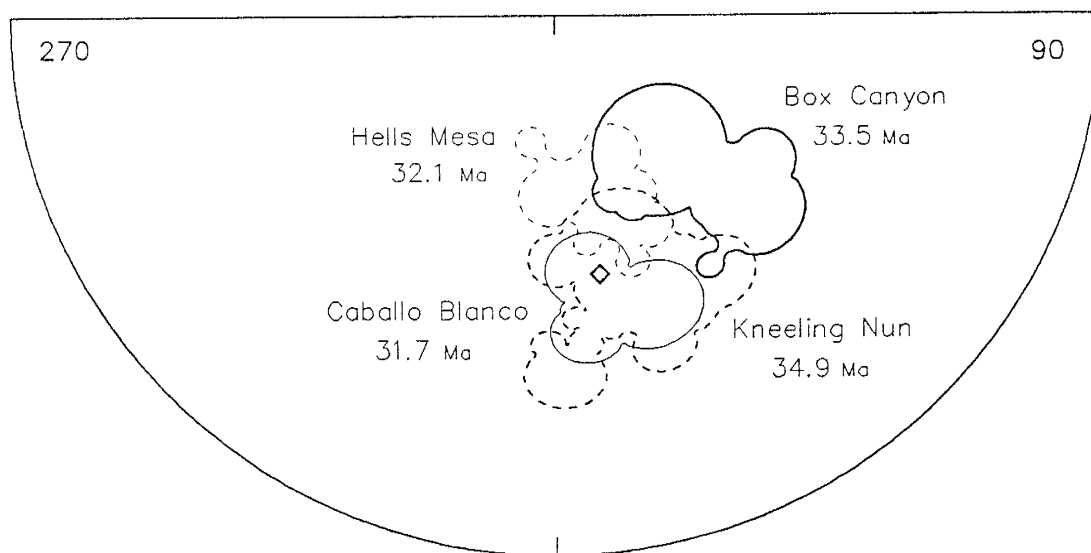 270
90
Box Canyon
33.5 Ma
Hells Mesa
32.1 Ma
Caballo Blanco
31.7 Ma
Kneeling Nun
34.9 Ma